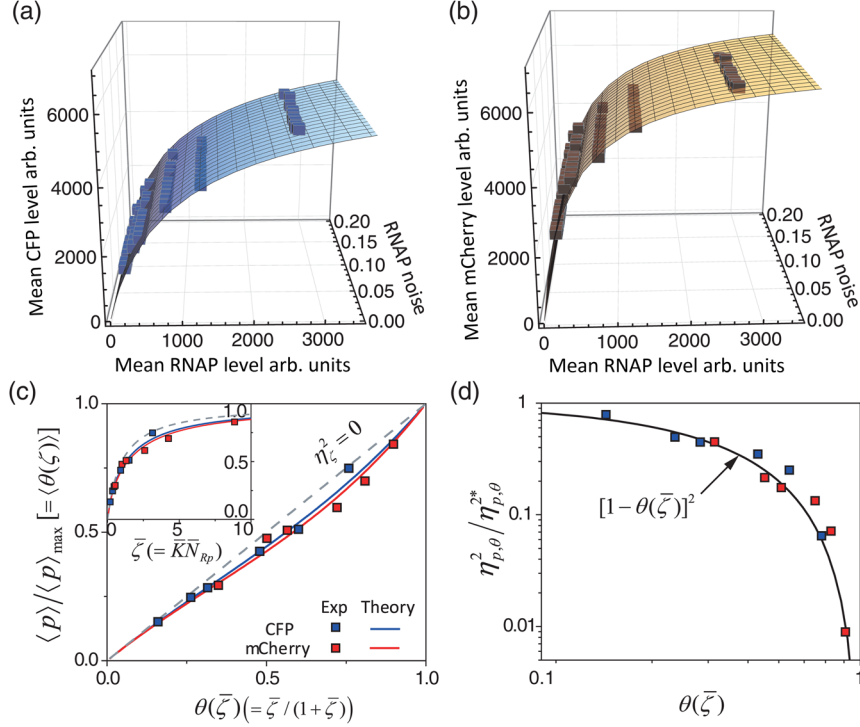 (a)
6000
4000
2000
0
Mean CFP level arb. units
0.20
0.15
0.10
0.05
0.00
RNAP noise
0 1000 2000 3000
Mean RNAP level arb. units
(b)
6000
4000
2000
0
Mean mCherry level arb. units
0.20
0.15
0.10
0.05
0.00
RNAP noise
0 1000 2000 3000
Mean RNAP level arb. units
(c)
1.0
0.5
0.0
⟨p⟩/⟨p⟩max [=⟨θ(ζ)⟩]
1.0
0.5
0.0
0 5 10
ζ̄ (= K̄N̄Rp)
η²ζ = 0
Exp Theory
CFP
mCherry
0.0 0.5 1.0
θ(ζ̄) (= ζ̄ / (1 + ζ̄))
(d)
1
0.1
0.01
η²p,θ / η²*p,θ
[1−θ(ζ̄)]²
0.1 1
θ(ζ̄)